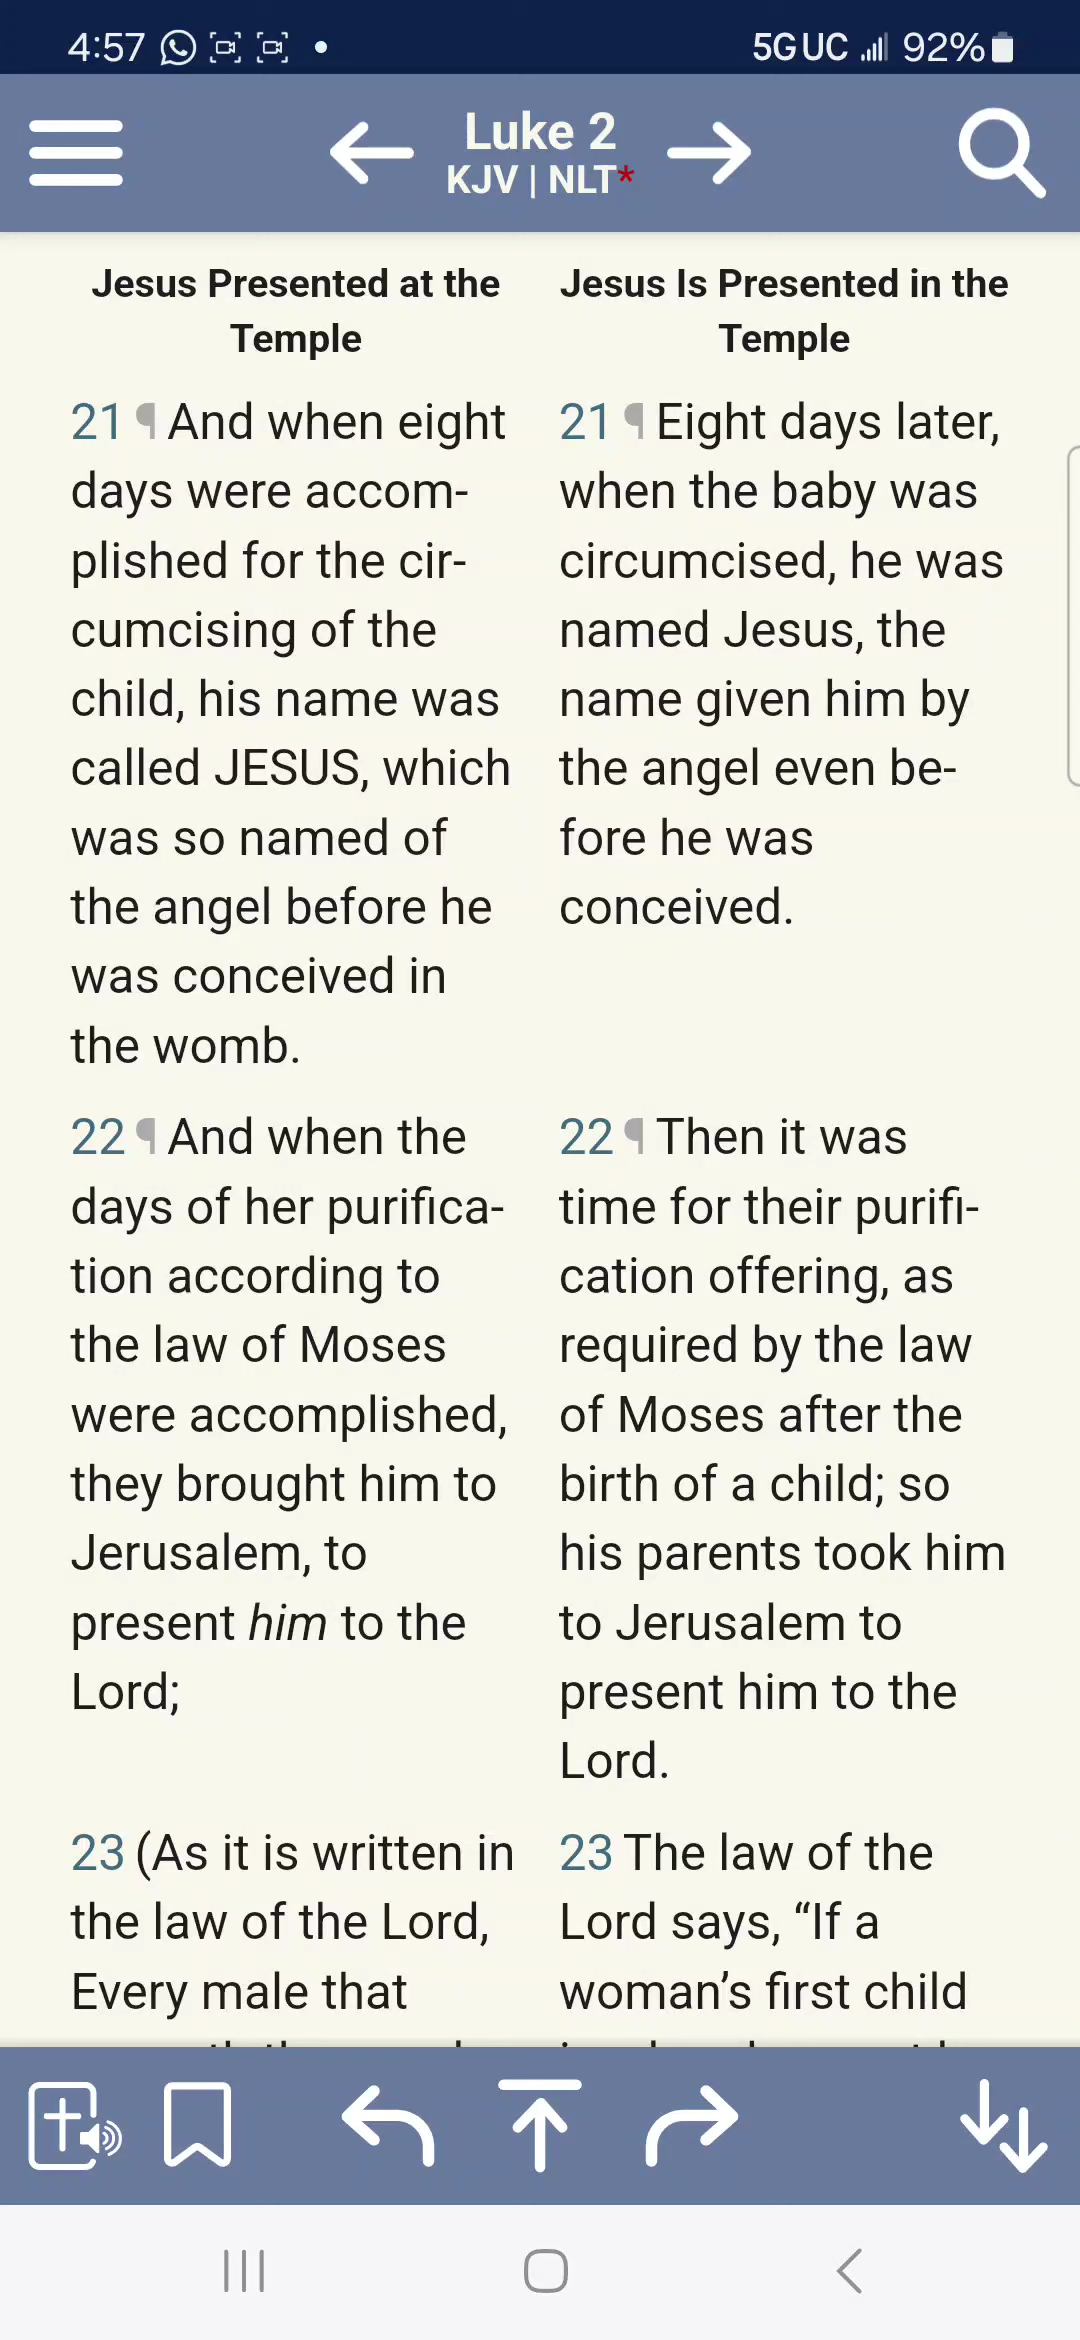 4:57
5G UC 92%
Luke 2
KJV | NLT*
Jesus Presented at the
Temple
21 ¶ And when eight
days were accom-
plished for the cir-
cumcising of the
child, his name was
called JESUS, which
was so named of
the angel before he
was conceived in
the womb.
22 ¶ And when the
days of her purifica-
tion according to
the law of Moses
were accomplished,
they brought him to
Jerusalem, to
present him to the
Lord;
23 (As it is written in
the law of the Lord,
Every male that
Jesus Is Presented in the
Temple
21 ¶ Eight days later,
when the baby was
circumcised, he was
named Jesus, the
name given him by
the angel even be-
fore he was
conceived.
22 ¶ Then it was
time for their purifi-
cation offering, as
required by the law
of Moses after the
birth of a child; so
his parents took him
to Jerusalem to
present him to the
Lord.
23 The law of the
Lord says, “If a
woman’s first child